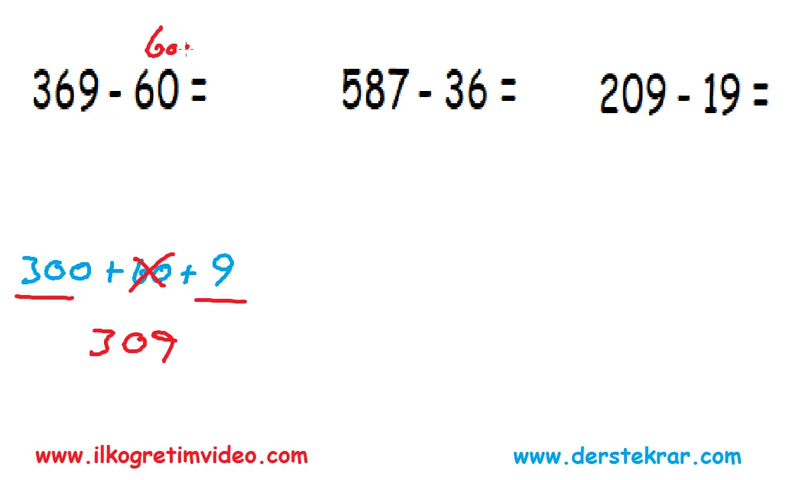 60+
369 - 60 = 587 - 36 = 209 - 19 =
300 + 60 + 9
309
www.ilkogretimvideo.com www.derstekrar.com